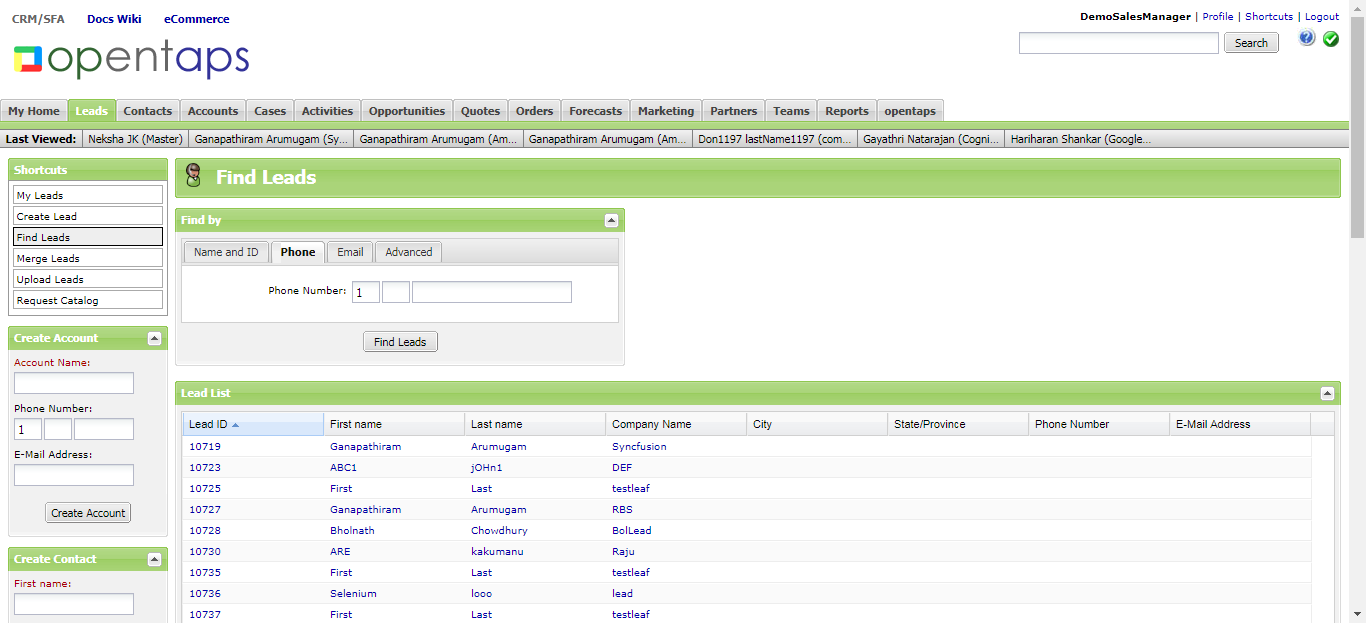 CRM/SFA Docs Wiki eCommerce
DemoSalesManager | Profile | Shortcuts | Logout
opentaps
Search
My Home Leads Contacts Accounts Cases Activities Opportunities Quotes Orders Forecasts Marketing Partners Teams Reports opentaps
Last Viewed: Neksha JK (Master) Ganapathiram Arumugam (Sy... Ganapathiram Arumugam (Am... Ganapathiram Arumugam (Am... Don1197 lastName1197 (com... Gayathri Natarajan (Cogni... Hariharan Shankar (Google...
Shortcuts
My Leads
Create Lead
Find Leads
Merge Leads
Upload Leads
Request Catalog
Create Account
Account Name:
Phone Number:
1
E-Mail Address:
Create Account
Create Contact
First name:
Find Leads
Find by
Name and ID Phone Email Advanced
Phone Number: 1
Find Leads
Lead List
Lead ID First name Last name Company Name City State/Province Phone Number E-Mail Address
10719 Ganapathiram Arumugam Syncfusion
10723 ABC1 jOHn1 DEF
10725 First Last testleaf
10727 Ganapathiram Arumugam RBS
10728 Bholnath Chowdhury BolLead
10730 ARE kakumanu Raju
10735 First Last testleaf
10736 Selenium looo lead
10737 First Last testleaf